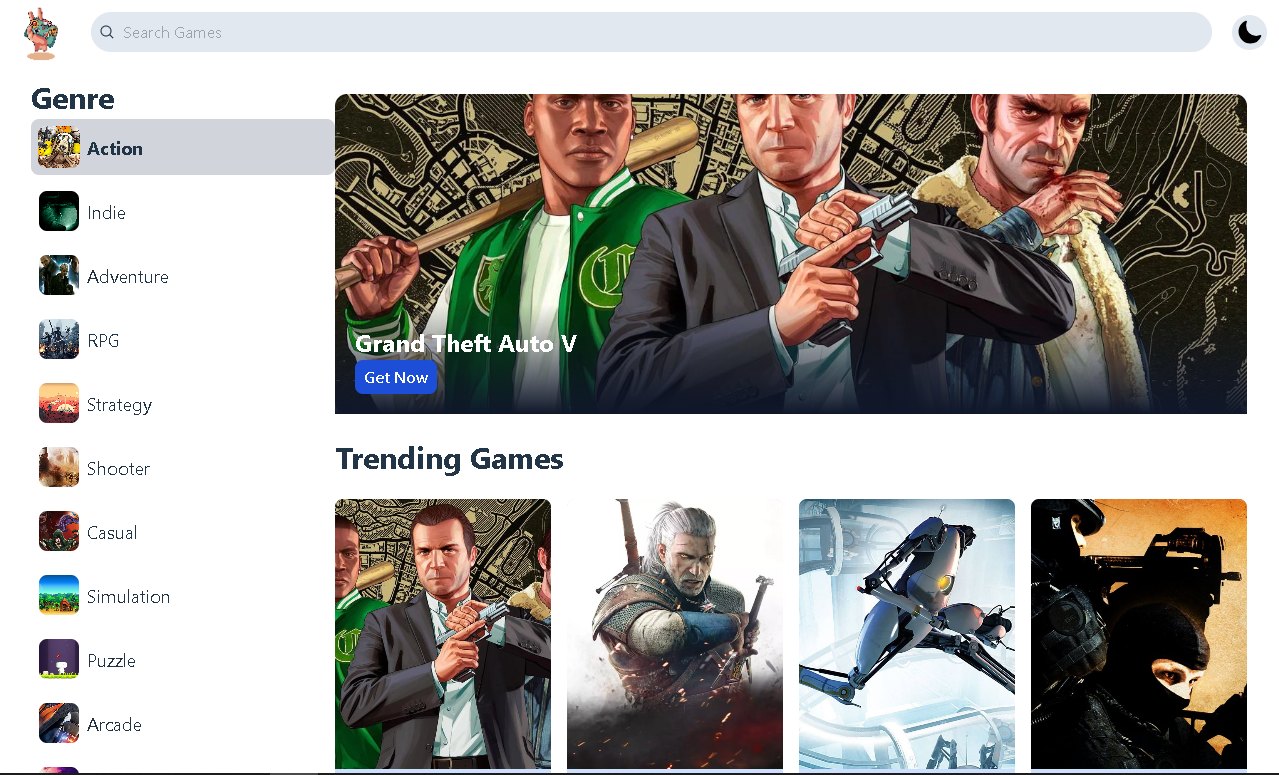 Search Games
Genre
Action
Indie
Adventure
RPG
Strategy
Shooter
Casual
Simulation
Puzzle
Arcade
Grand Theft Auto V
Get Now
Trending Games